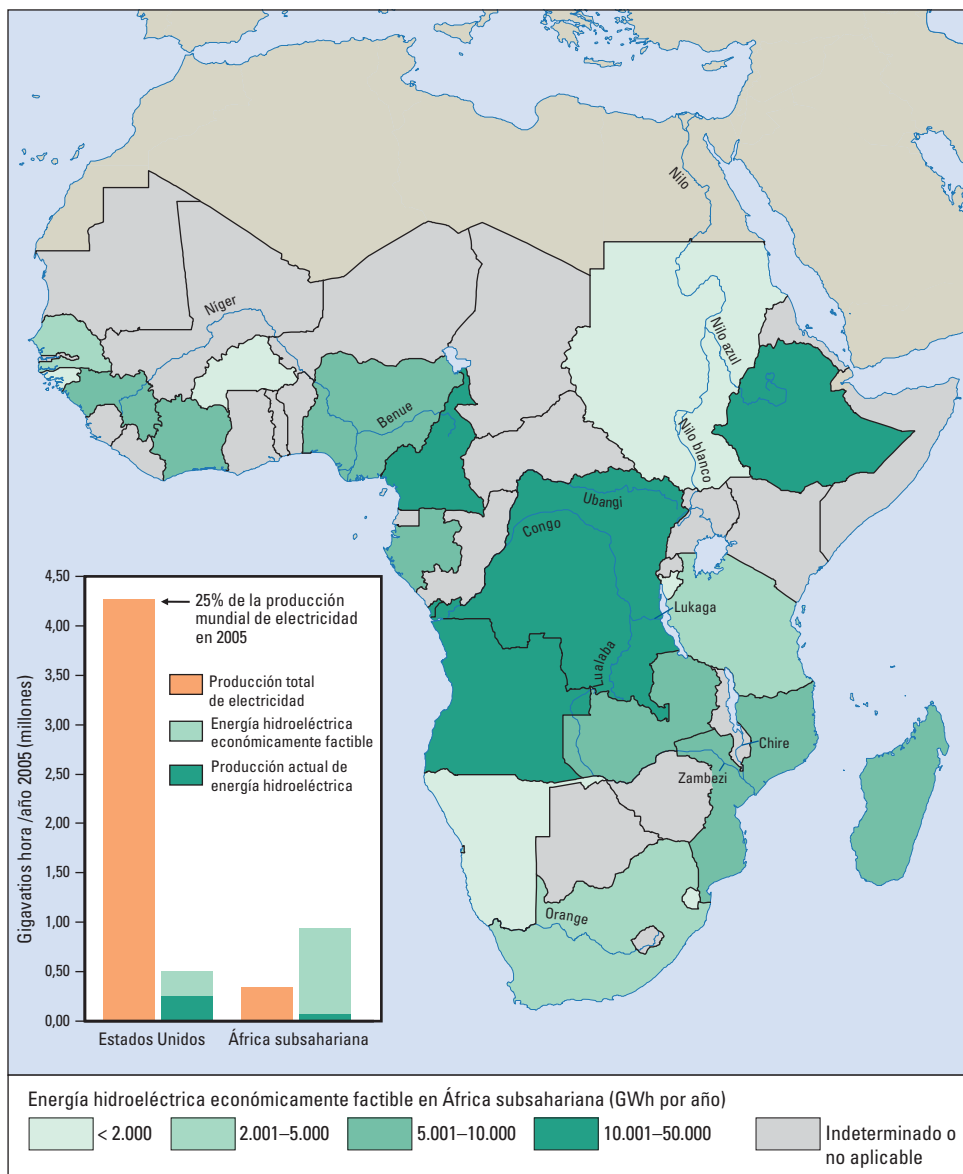 Nilo
Níger
Nilo azul
Benue
Nilo blanco
Ubangi
Congo
Lukaga
Lualaba
Chire
Zambezi
Orange
Gigavatios hora /año 2005 (millones)
4,50
4,00
3,50
3,00
2,50
2,00
1,50
1,00
0,50
0,00
25% de la producción
mundial de electricidad
en 2005
Producción total
de electricidad
Energía hidroeléctrica
económicamente factible
Producción actual de
energía hidroeléctrica
Estados Unidos
África subsahariana
Energía hidroeléctrica económicamente factible en África subsahariana (GWh por año)
< 2.000
2.001–5.000
5.001–10.000
10.001–50.000
Indeterminado o
no aplicable